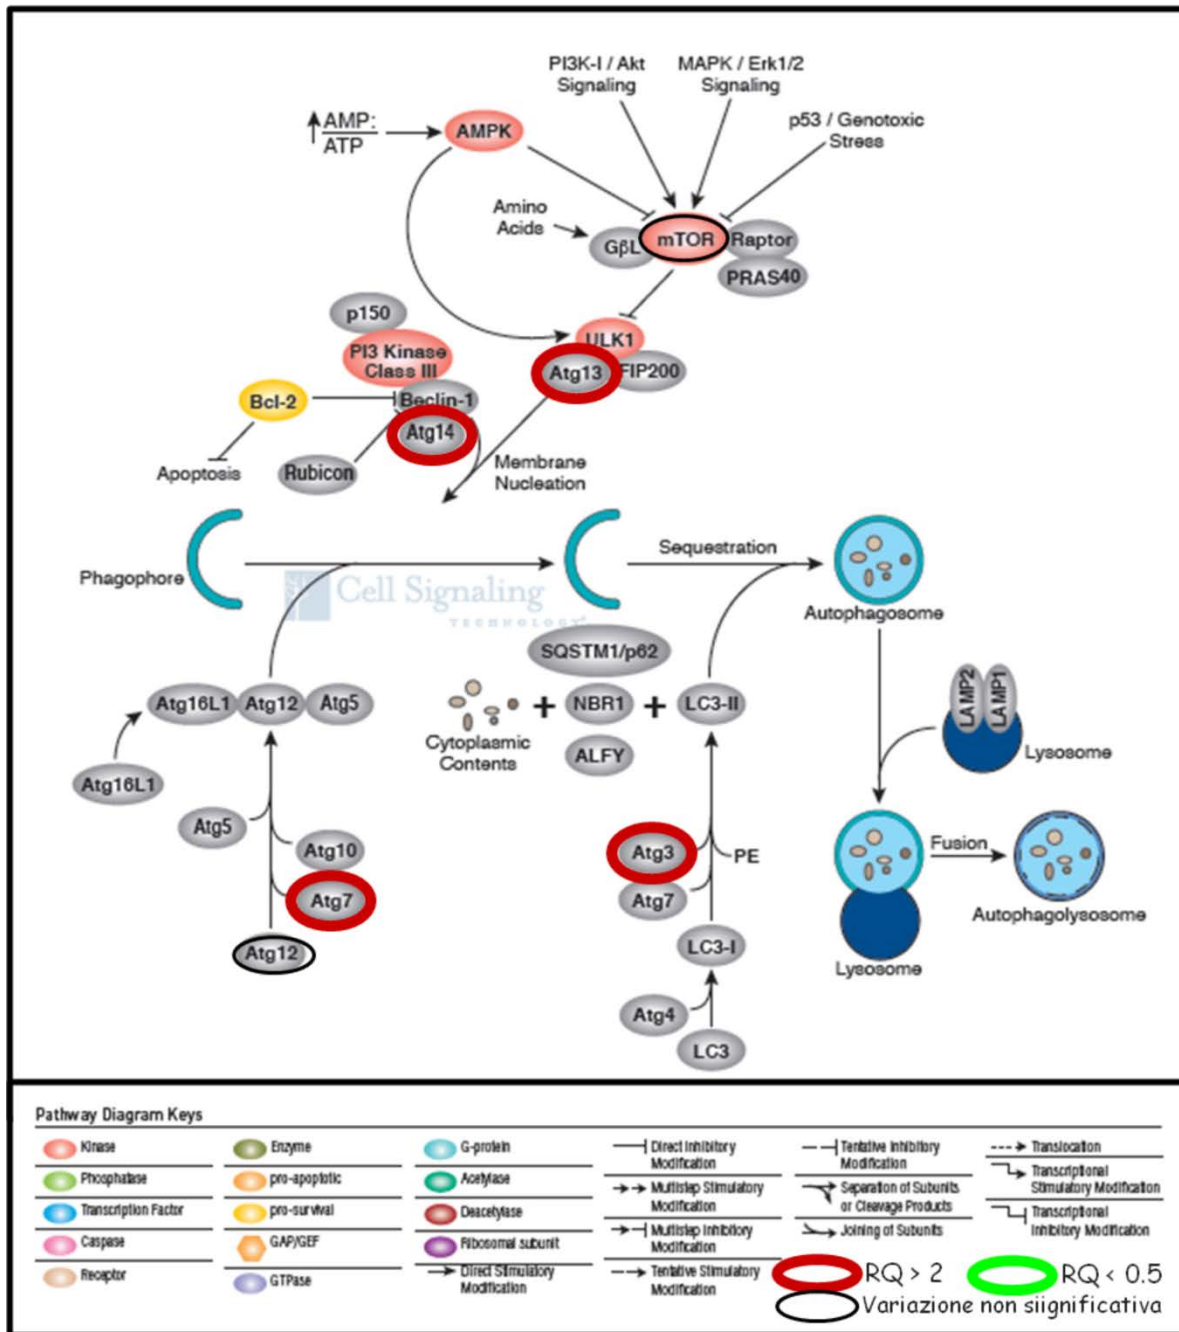 PI3K-I / Akt
Signaling
MAPK / Erk1/2
Signaling
p53 / Genotoxic
Stress
AMP:
ATP
AMPK
Amino
Acids
GβL
mTOR
Raptor
PRAS40
p150
PI3 Kinase
Class III
ULK1
Atg13
FIP200
Bcl-2
Beclin-1
Atg14
Apoptosis
Rubicon
Membrane
Nucleation
Phagophore
Sequestration
Autophagosome
Cell Signaling
TECHNOLOGY®
SQSTM1/p62
Atg16L1
Atg12
Atg5
+
NBR1
+
LC3-II
LAMP2
LAMP1
Cytoplasmic
Contents
ALFY
Lysosome
Atg16L1
Atg5
Atg10
Atg7
Atg12
Atg3
PE
Atg7
LC3-I
Atg4
LC3
Fusion
Autophagolysosome
Lysosome
Pathway Diagram Keys
Kinase
Phosphatase
Transcription Factor
Caspase
Receptor
Enzyme
pro-apoptotic
pro-survival
GAP/GEF
GTPase
G-protein
Acetylase
Deacetylase
Ribosomal subunit
Direct Stimulatory
Modification
Direct Inhibitory
Modification
Multistep Stimulatory
Modification
Multistep Inhibitory
Modification
Tentative Stimulatory
Modification
Tentative Inhibitory
Modification
Separation of Subunits
or Cleavage Products
Joining of Subunits
Translocation
Transcriptional
Stimulatory Modification
Transcriptional
Inhibitory Modification
RQ > 2
RQ < 0.5
Variazione non siignificativa